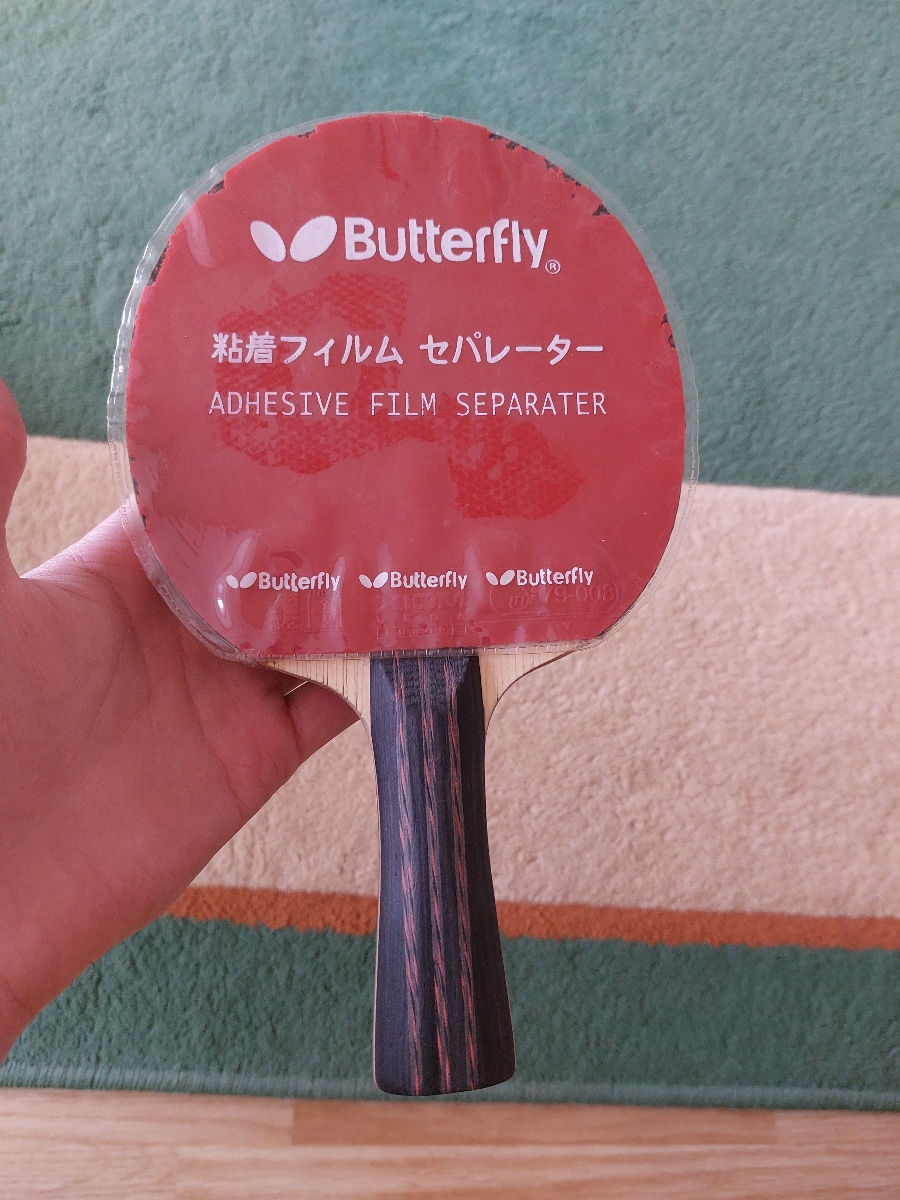 Butterfly®
粘着フィルム セパレーター
ADHESIVE FILM SEPARATER
Butterfly Butterfly Butterfly